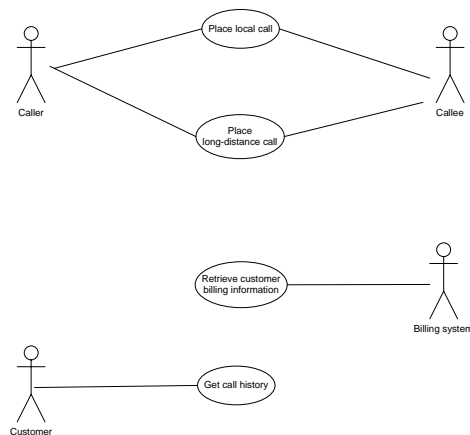 Place local call
Caller
Callee
Place
long-distance call
Retrieve customer
billing information
Billing system
Get call history
Customer